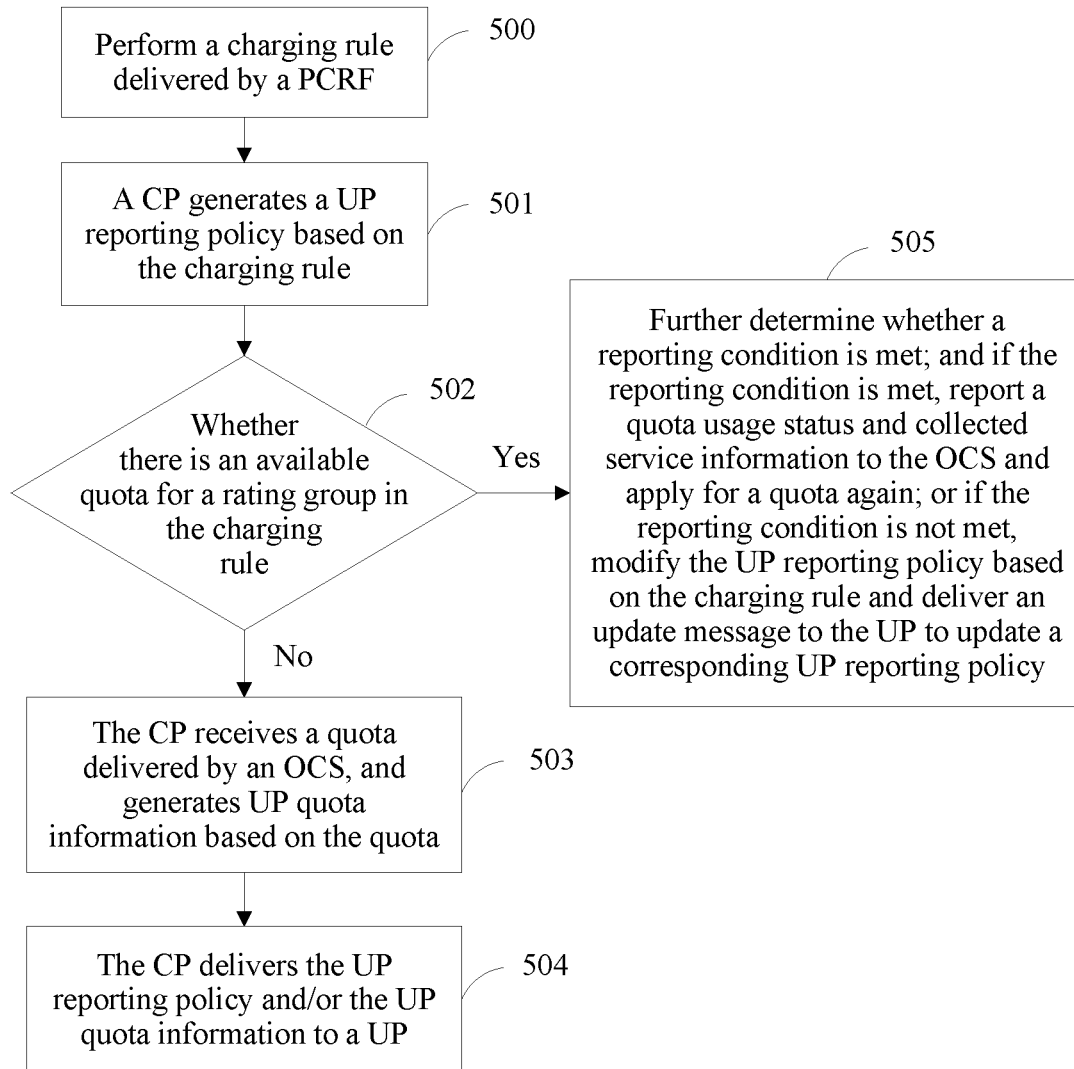 Perform a charging rule
delivered by a PCRF
500
A CP generates a UP
reporting policy based on
the charging rule
501
Whether
there is an available
quota for a rating group in
the charging
rule
502
Yes
No
505
Further determine whether a
reporting condition is met; and if the
reporting condition is met, report a
quota usage status and collected
service information to the OCS and
apply for a quota again; or if the
reporting condition is not met,
modify the UP reporting policy based
on the charging rule and deliver an
update message to the UP to update a
corresponding UP reporting policy
The CP receives a quota
delivered by an OCS, and
generates UP quota
information based on the quota
503
The CP delivers the UP
reporting policy and/or the UP
quota information to a UP
504